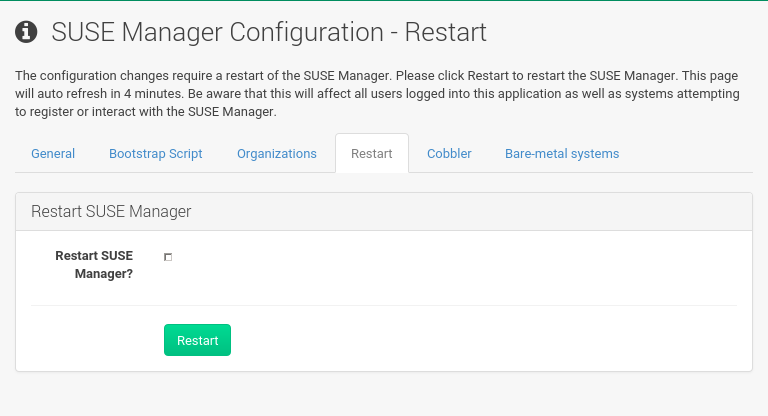 SUSE Manager Configuration - Restart
The configuration changes require a restart of the SUSE Manager. Please click Restart to restart the SUSE Manager. This page
will auto refresh in 4 minutes. Be aware that this will affect all users logged into this application as well as systems attempting
to register or interact with the SUSE Manager.
General Bootstrap Script Organizations Restart Cobbler Bare-metal systems
Restart SUSE Manager
Restart SUSE
Manager?
Restart